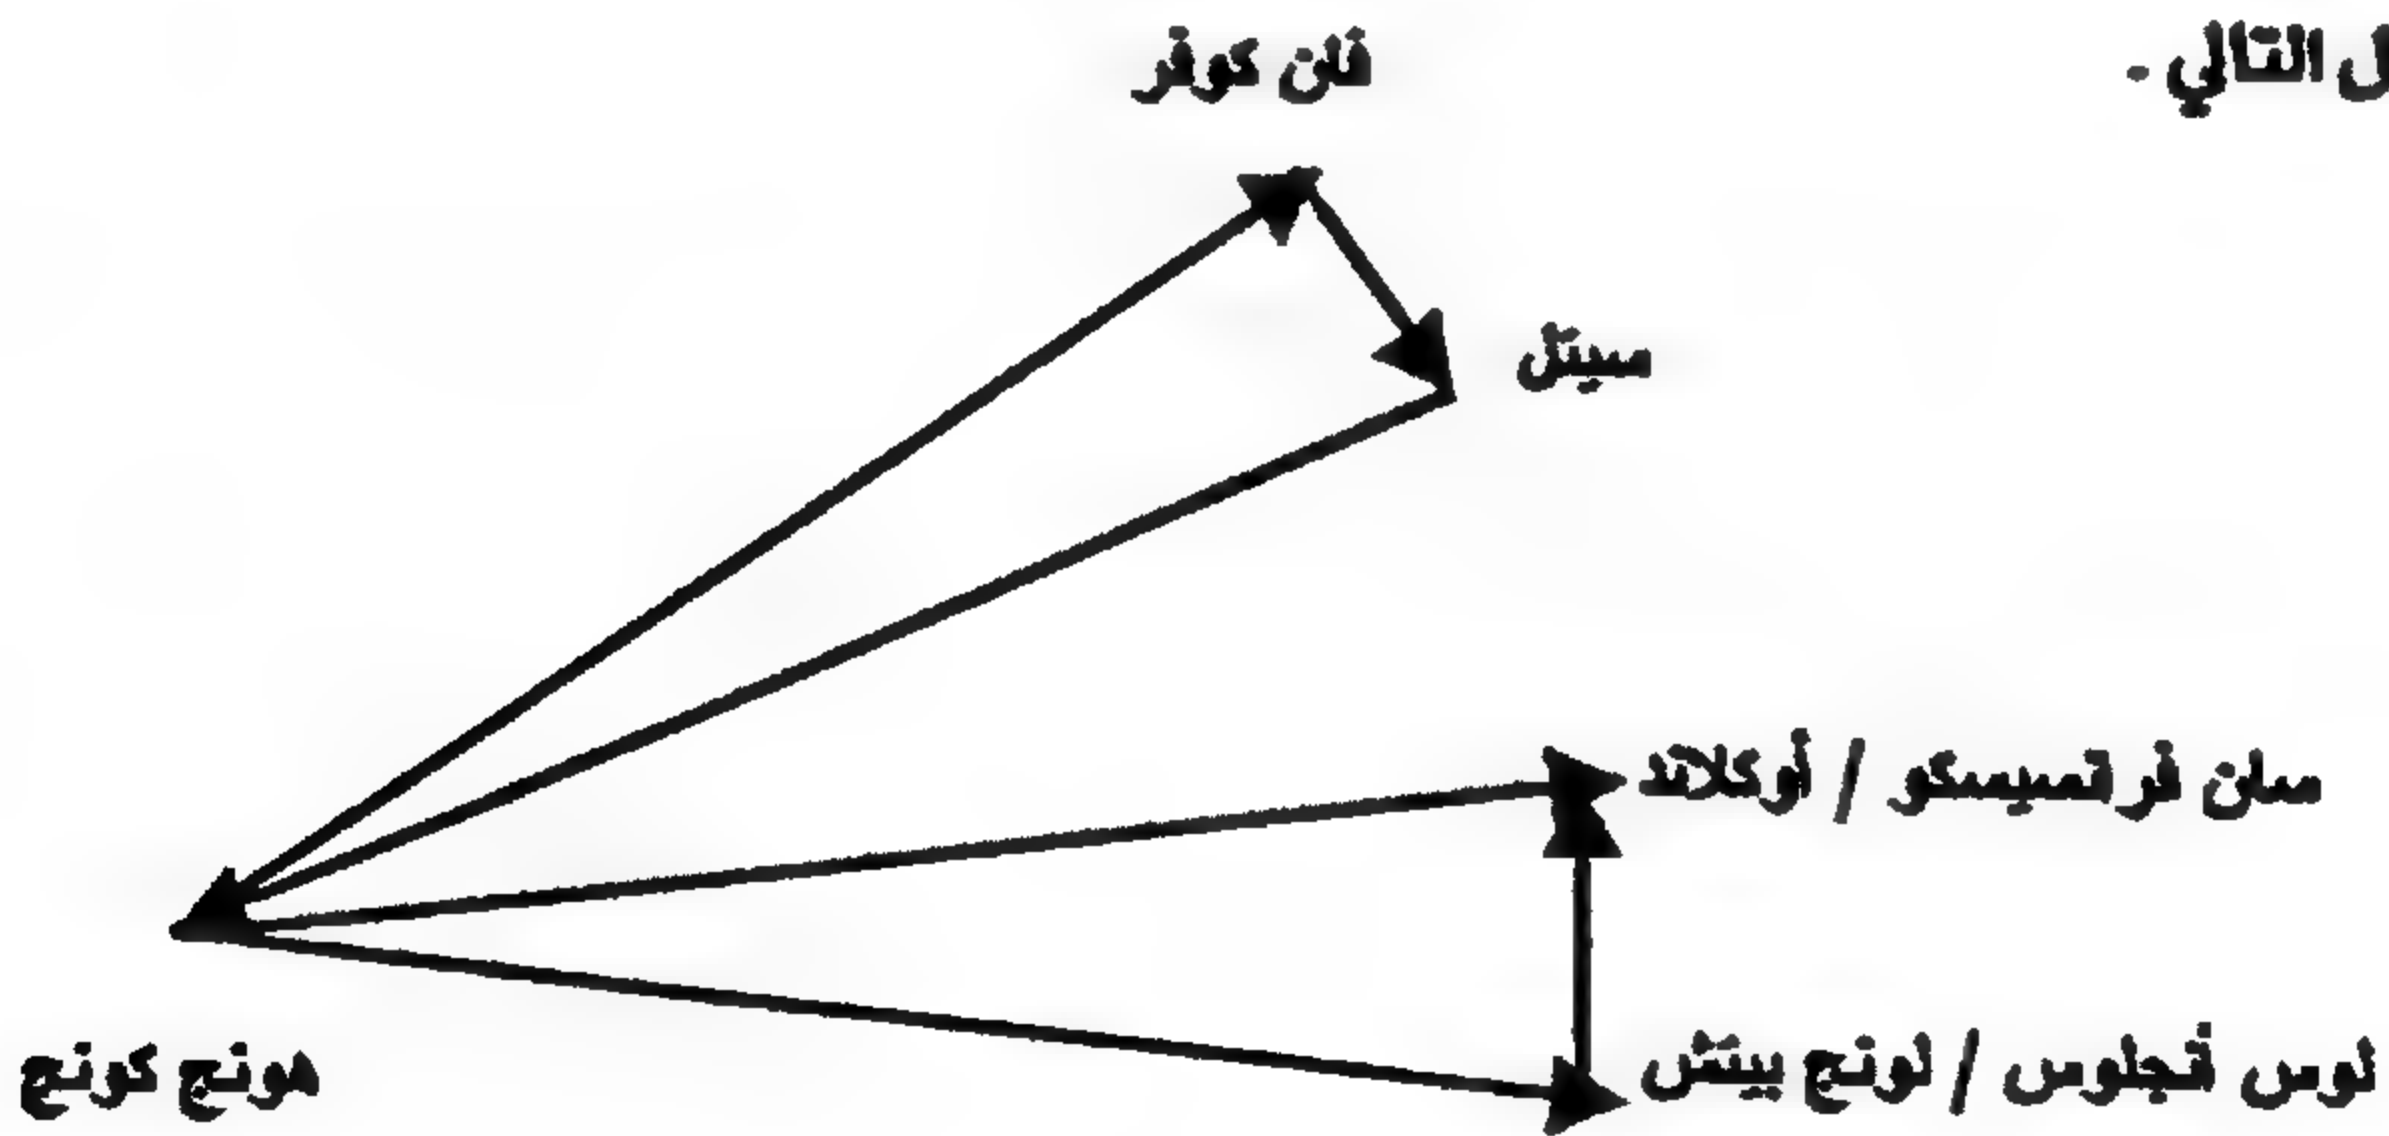 ل التالي .
فان كوفر
سيتل
سان فرانسيسكو / أوكلاند
لوس أنجلوس / لونج بيتش
هونج كونج